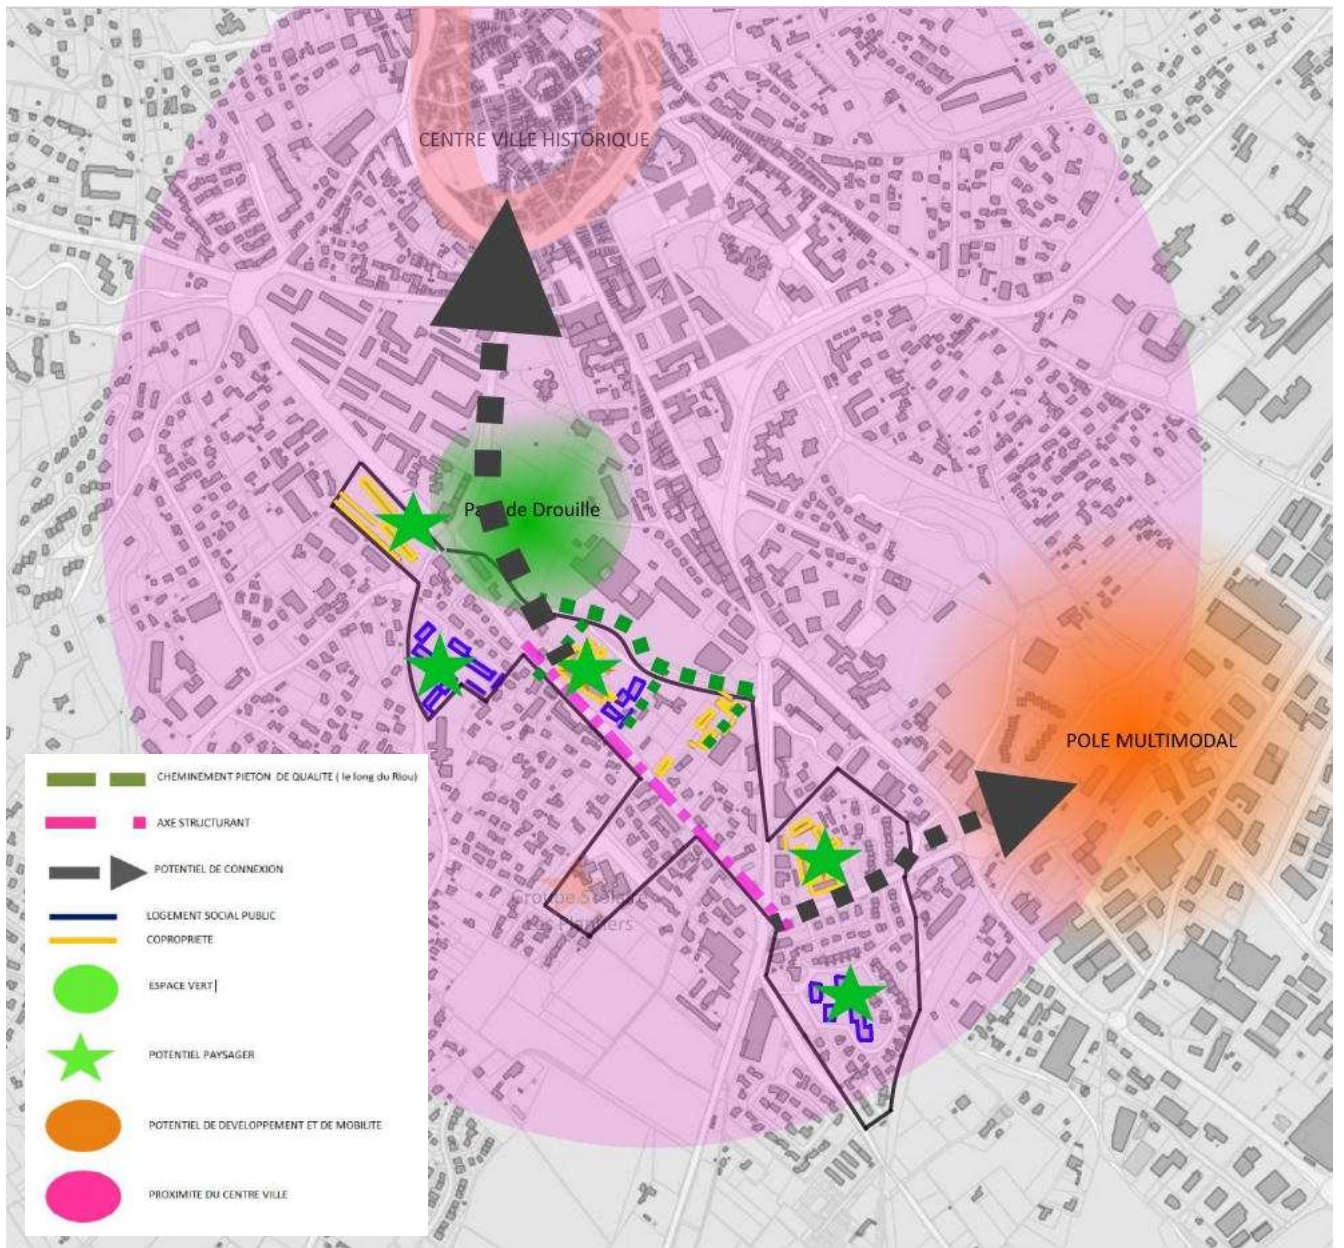 CENTRE VILLE HISTORIQUE
de Drouille
POLE MULTIMODAL
CHEMINEMENT PIETON DE QUALITE ( le long du Riou)
AXE STRUCTURANT
POTENTIEL DE CONNEXION
LOGEMENT SOCIAL PUBLIC
COPROPRIETE
ESPACE VERT
POTENTIEL PAYSAGER
POTENTIEL DE DEVELOPPEMENT ET DE MOBILITE
PROXIMITE DU CENTRE VILLE